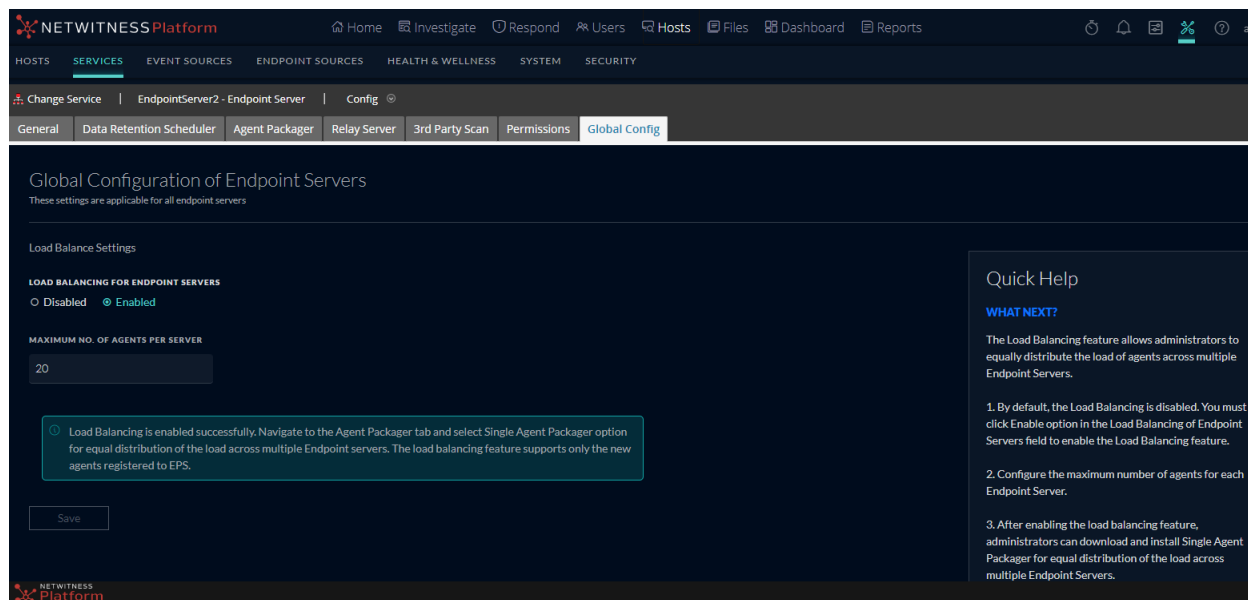 NETWITNESS Platform
Home Investigate Respond Users Hosts Files Dashboard Reports
HOSTS SERVICES EVENT SOURCES ENDPOINT SOURCES HEALTH & WELLNESS SYSTEM SECURITY
Change Service | EndpointServer2 - Endpoint Server | Config
General Data Retention Scheduler Agent Packager Relay Server 3rd Party Scan Permissions Global Config
Global Configuration of Endpoint Servers
These settings are applicable for all endpoint servers
Load Balance Settings
LOAD BALANCING FOR ENDPOINT SERVERS
Disabled Enabled
MAXIMUM NO. OF AGENTS PER SERVER
20
Load Balancing is enabled successfully. Navigate to the Agent Packager tab and select Single Agent Packager option
for equal distribution of the load across multiple Endpoint servers. The load balancing feature supports only the new
agents registered to EPS.
Save
Quick Help
WHAT NEXT?
The Load Balancing feature allows administrators to
equally distribute the load of agents across multiple
Endpoint Servers.
1. By default, the Load Balancing is disabled. You must
click Enable option in the Load Balancing of Endpoint
Servers field to enable the Load Balancing feature.
2. Configure the maximum number of agents for each
Endpoint Server.
3. After enabling the load balancing feature,
administrators can download and install Single Agent
Packager for equal distribution of the load across
multiple Endpoint Servers.
NETWITNESS
Platform